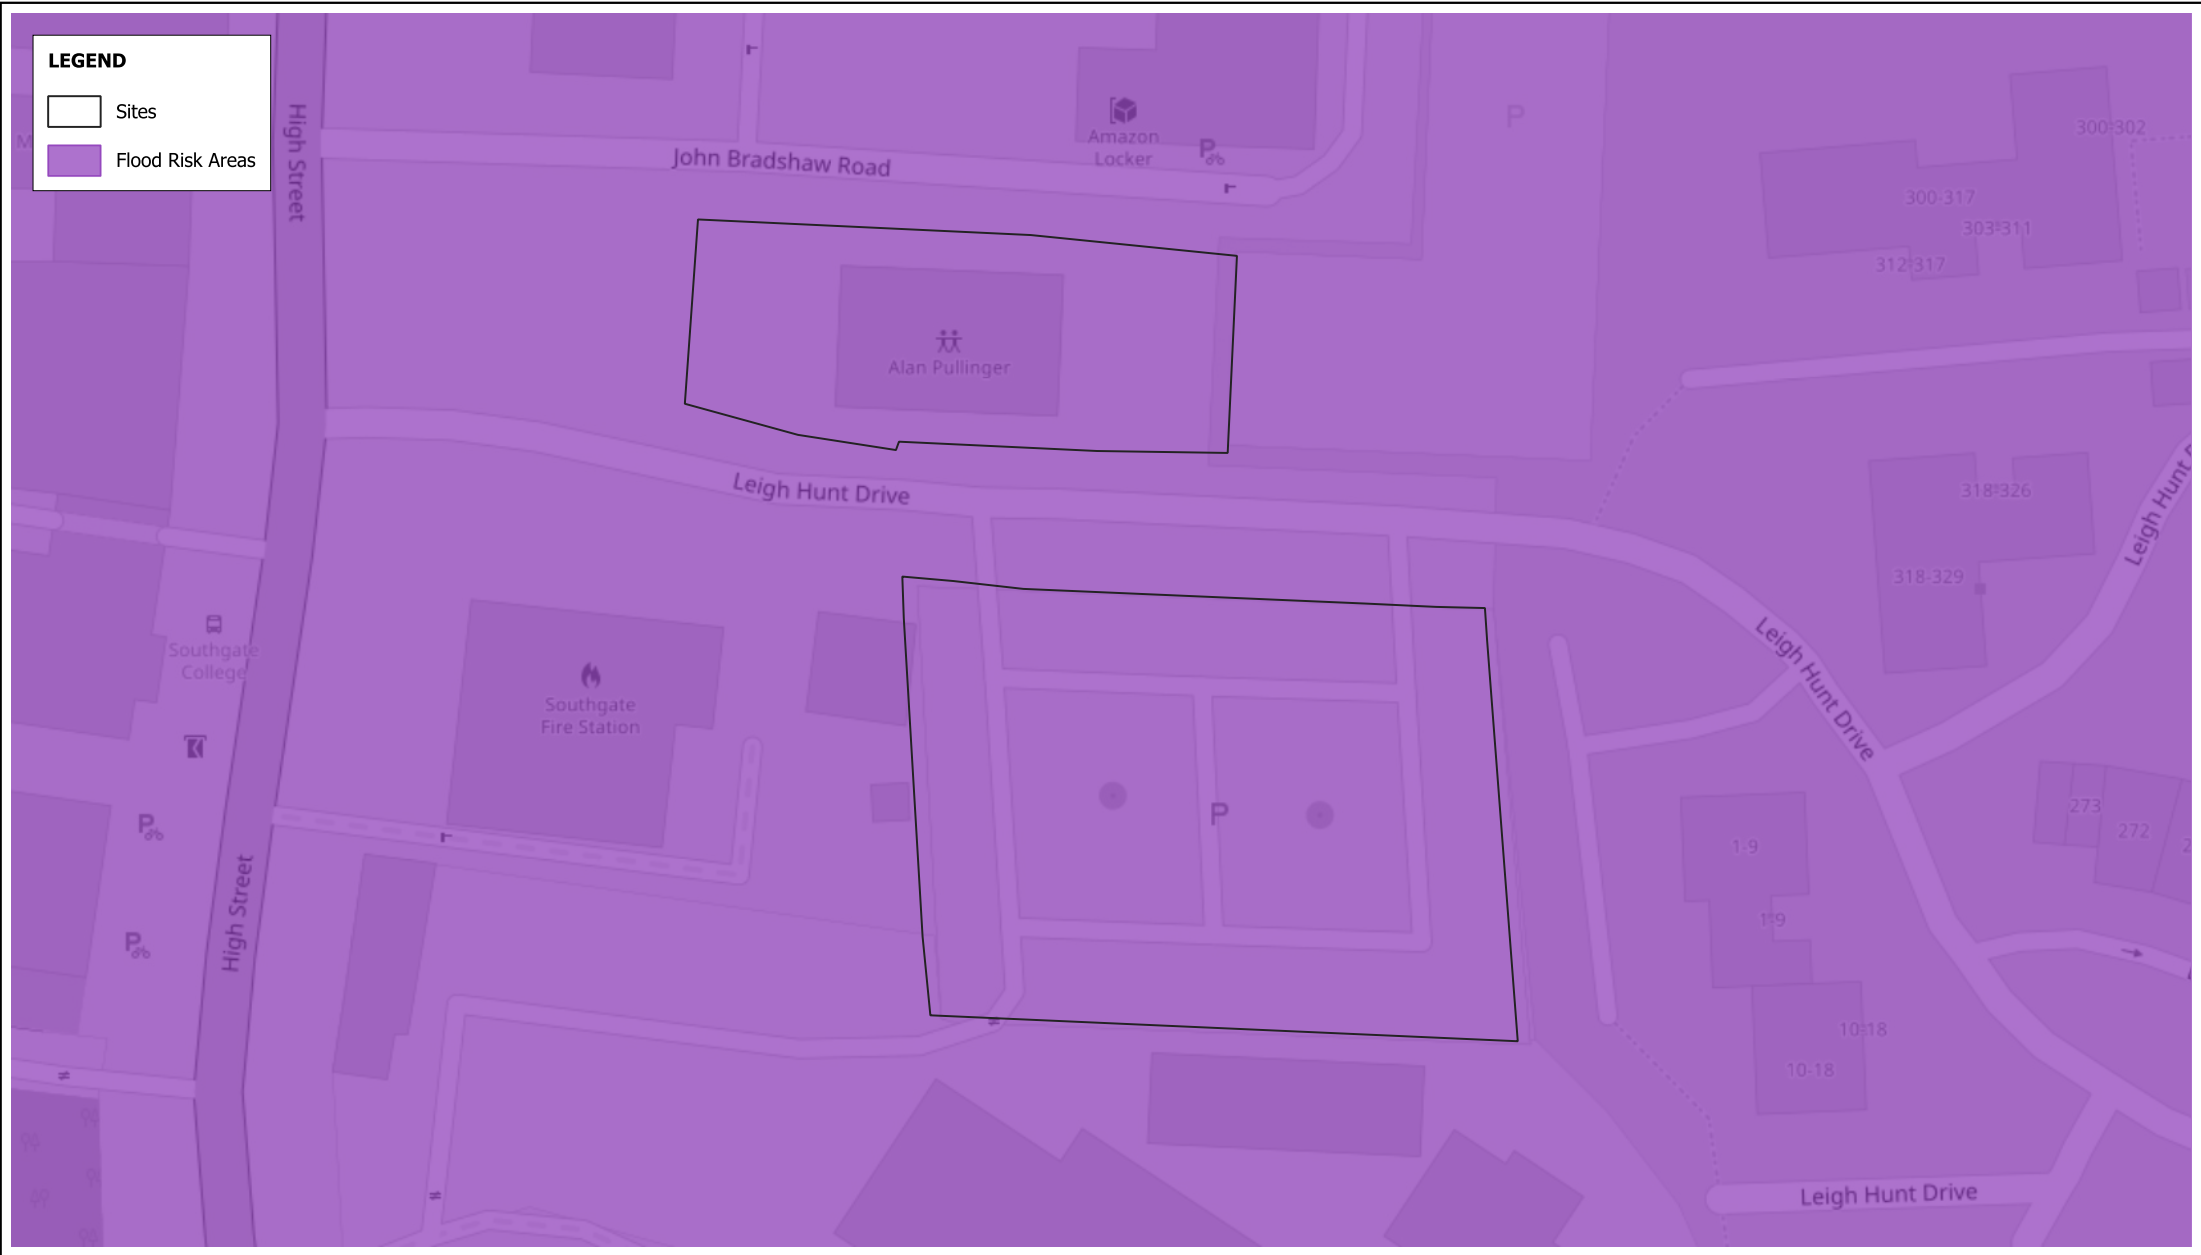 LEGEND
Sites
Flood Risk Areas
High Street
John Bradshaw Road
Amazon
Locker
P
P
300-302
300-317
303-311
312-317
Alan Pullinger
Leigh Hunt Drive
318-326
318-329
Leigh Hunt
Southgate
College
Southgate
Fire Station
Leigh Hunt Drive
P
P
P
High Street
273
272
1-9
1-9
10-18
10-18
Leigh Hunt Drive